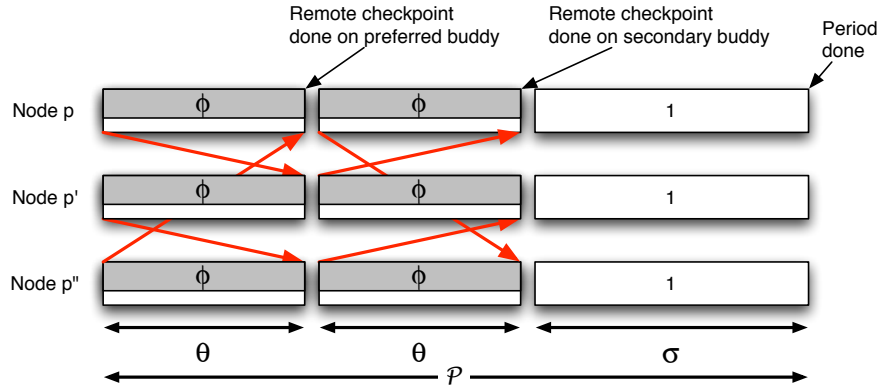 Remote checkpoint
done on preferred buddy
Remote checkpoint
done on secondary buddy
Period
done
Node p
ϕ
ϕ
1
Node p'
ϕ
ϕ
1
Node p"
ϕ
ϕ
1
θ
θ
σ
𝒫